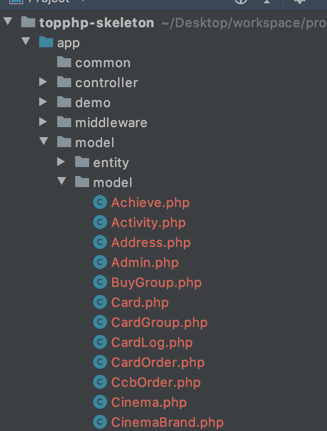 Project
topphp-skeleton ~/Desktop/workspace/pro
app
common
controller
demo
middleware
model
entity
model
Achieve.php
Activity.php
Address.php
Admin.php
BuyGroup.php
Card.php
CardGroup.php
CardLog.php
CardOrder.php
CcbOrder.php
Cinema.php
CinemaBrand.php